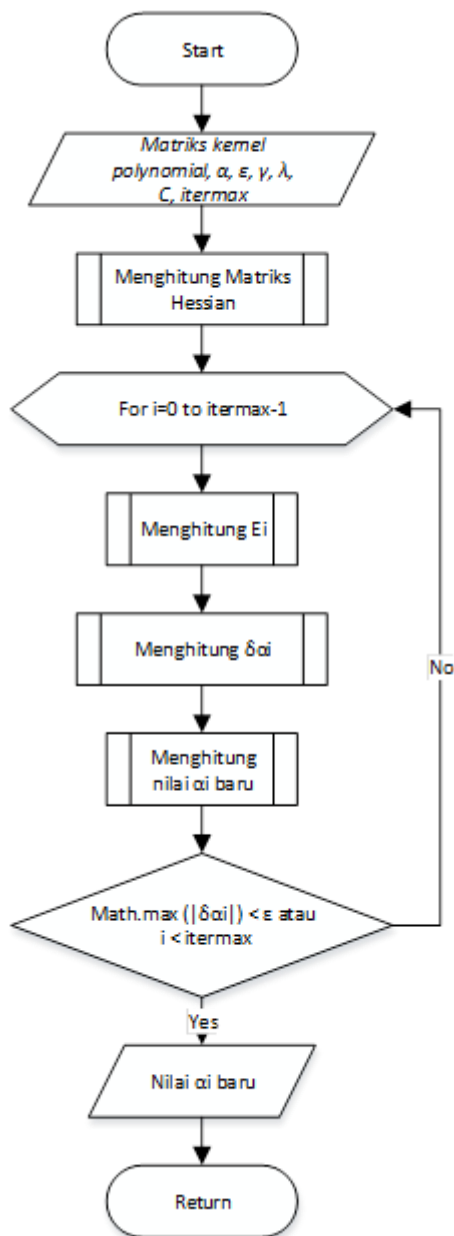 Start
Matriks kernel
polynomial, α, ε, γ, λ,
C, itermax
Menghitung Matriks
Hessian
For i=0 to itermax-1
Menghitung Ei
Menghitung δαi
No
Menghitung
nilai αi baru
Math.max (|δαi|) < ε atau
i < itermax
Yes
Nilai αi baru
Return